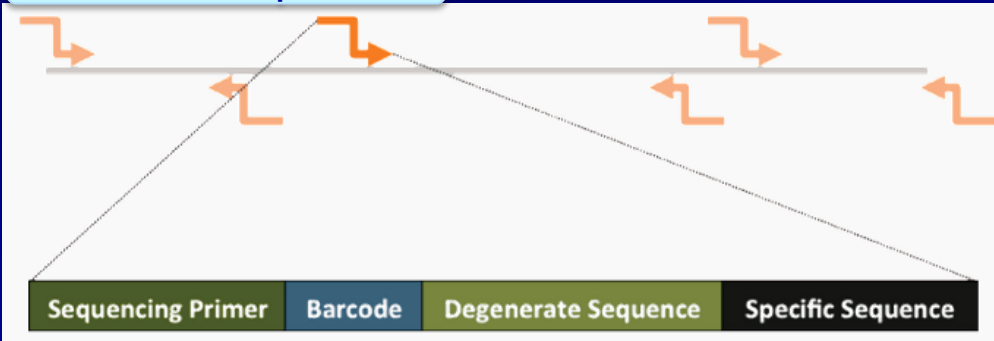 Sequencing Primer
Barcode
Degenerate Sequence
Specific Sequence